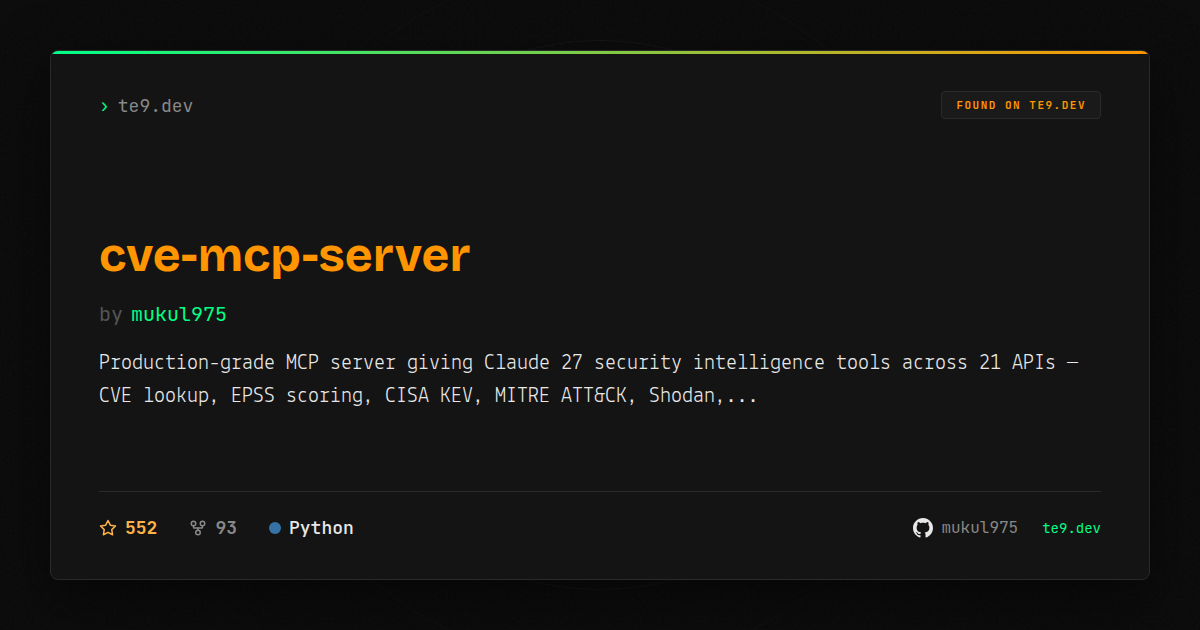 › te9.dev
FOUND ON TE9.DEV
cve-mcp-server
by mukul975
Production-grade MCP server giving Claude 27 security intelligence tools across 21 APIs —
CVE lookup, EPSS scoring, CISA KEV, MITRE ATT&CK, Shodan,...
552 93 Python mukul975 te9.dev